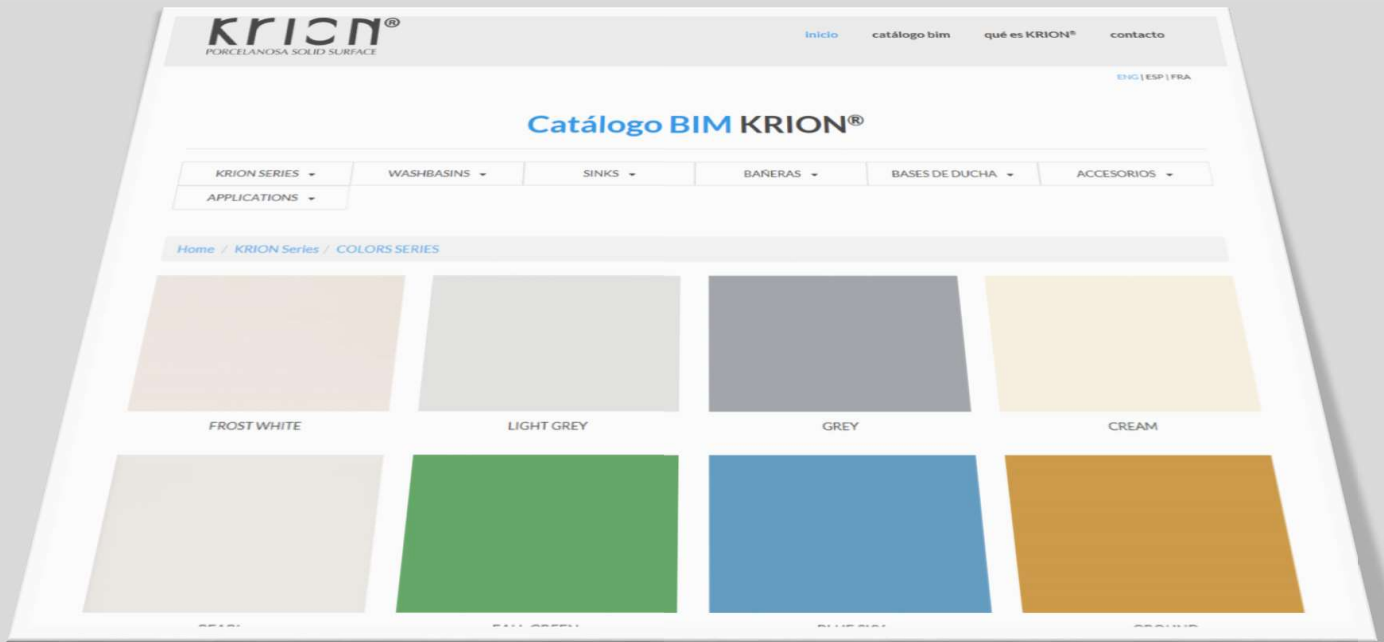 KRION®
PORCELANOSA SOLID SURFACE
inicio catálogo bim qué es KRION® contacto
ENG | ESP | FRA
Catálogo BIM KRION®
KRION SERIES WASHBASINS SINKS BAÑERAS BASES DE DUCHA ACCESORIOS
APPLICATIONS
Home / KRION Series / COLORS SERIES
FROST WHITE LIGHT GREY GREY CREAM